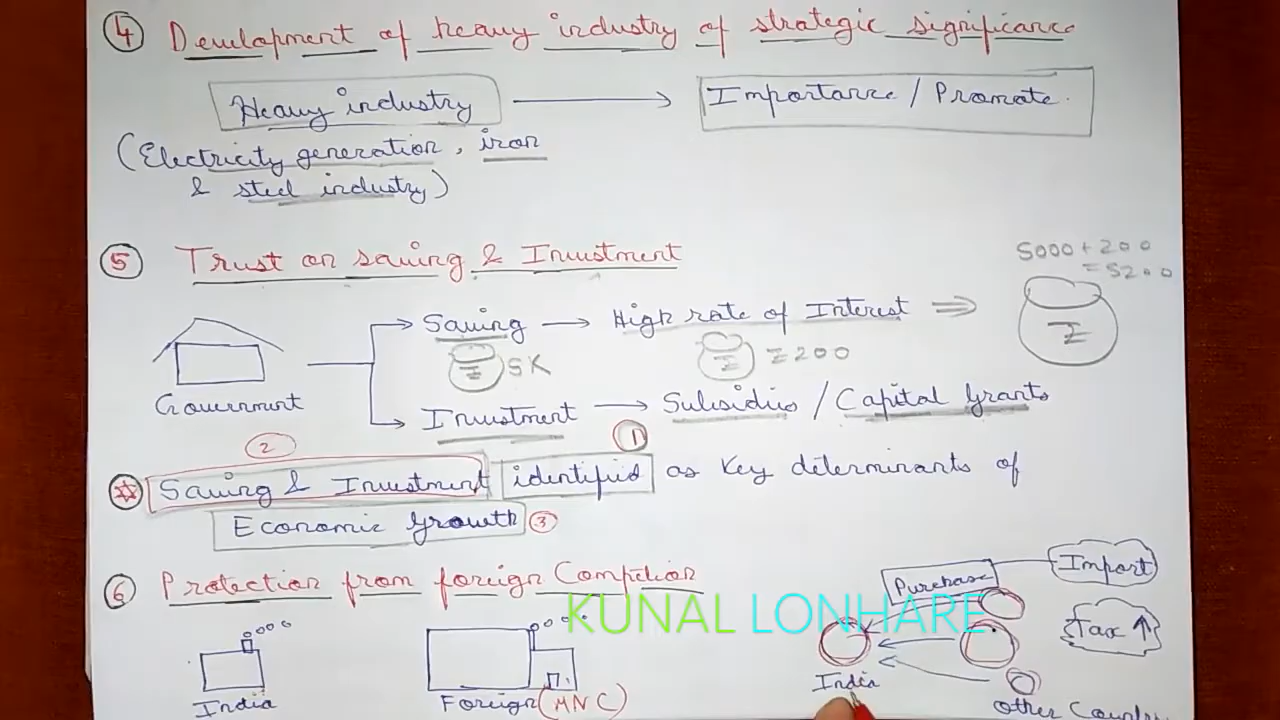 4 Development of heavy industry of strategic significance
Heavy industry → Importance / Promote.
(Electricity generation, iron
& steel industry)
5 Trust on saving & Investment
5000 + 200
= 5200
Saving → High rate of Interest ⇒
₹ 5K
₹ = 200
₹
Government
Investment → Subsidies / Capital Grants
2
1
Saving & Investment identified as key determinants of
Economic Growth 3
6 Protection from foreign Compition
Purchase
Import
KUNAL LONHARE
Tax ↑
India
India
Foreign (MNC)
Other Country